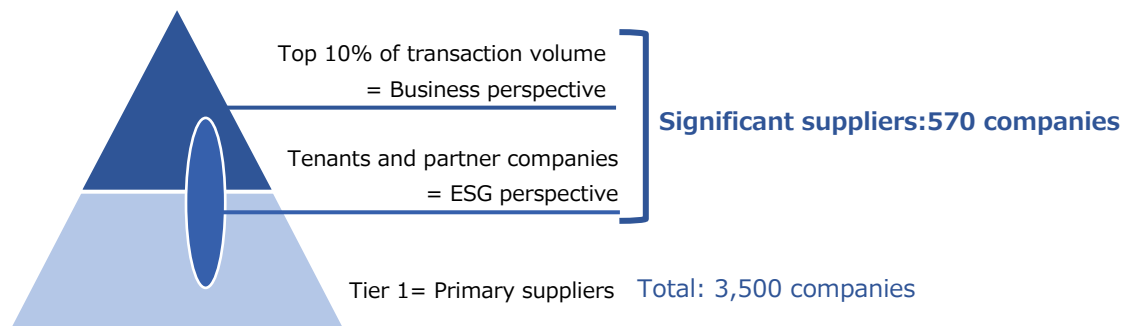 Top 10% of transaction volume
= Business perspective
Significant suppliers:570 companies
Tenants and partner companies
= ESG perspective
Tier 1= Primary suppliers
Total: 3,500 companies